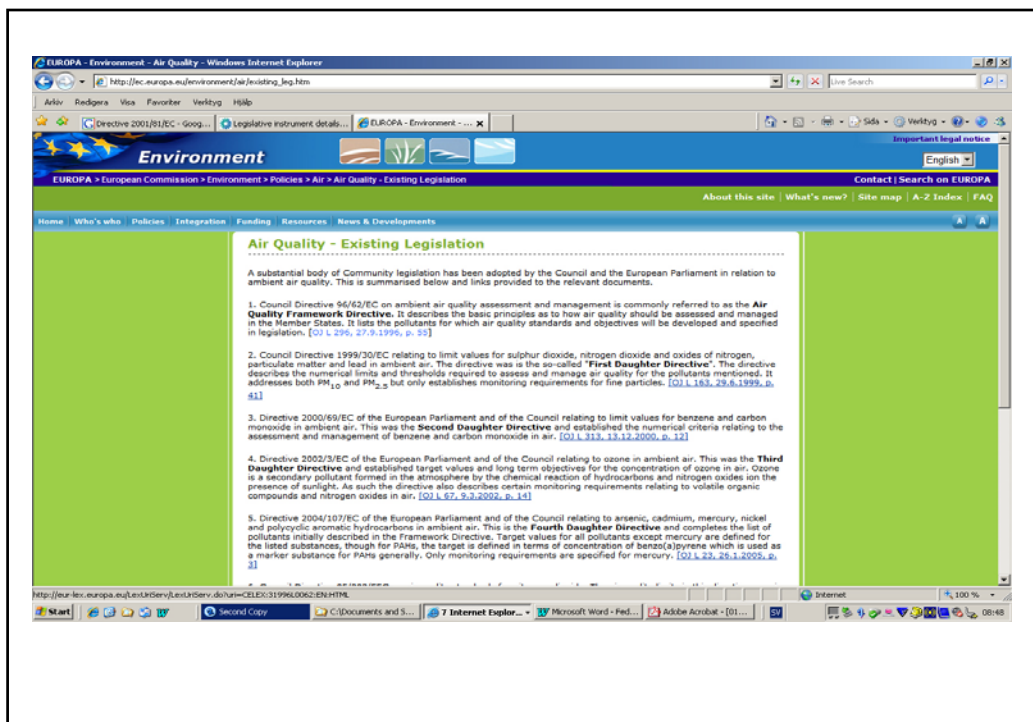 EUROPA - Environment - Air Quality - Windows Internet Explorer
http://ec.europa.eu/environment/air/existing_leg.htm
Live Search
Arkiv Redigera Visa Favoriter Verktyg Hjälp
Directive 2001/81/EC - Goog... Legislative instrument details... EUROPA - Environment - ... Sida Verktyg
Important legal notice
Environment
English
EUROPA > European Commission > Environment > Policies > Air > Air Quality - Existing Legislation Contact | Search on EUROPA
About this site | What's new? | Site map | A-Z Index | FAQ
Home Who's who Policies Integration Funding Resources News & Developments A A
Air Quality - Existing Legislation
A substantial body of Community legislation has been adopted by the Council and the European Parliament in relation to
ambient air quality. This is summarised below and links provided to the relevant documents.
1. Council Directive 96/62/EC on ambient air quality assessment and management is commonly referred to as the Air
Quality Framework Directive. It describes the basic principles as to how air quality should be assessed and managed
in the Member States. It lists the pollutants for which air quality standards and objectives will be developed and specified
in legislation. [OJ L 296, 27.9.1996, p. 55]
2. Council Directive 1999/30/EC relating to limit values for sulphur dioxide, nitrogen dioxide and oxides of nitrogen,
particulate matter and lead in ambient air. The directive was is the so-called "First Daughter Directive". The directive
describes the numerical limits and thresholds required to assess and manage air quality for the pollutants mentioned. It
addresses both PM10 and PM2.5 but only establishes monitoring requirements for fine particles. [OJ L 163, 29.6.1999, p.
41]
3. Directive 2000/69/EC of the European Parliament and of the Council relating to limit values for benzene and carbon
monoxide in ambient air. This was the Second Daughter Directive and established the numerical criteria relating to the
assessment and management of benzene and carbon monoxide in air. [OJ L 313, 13.12.2000, p. 12]
4. Directive 2002/3/EC of the European Parliament and of the Council relating to ozone in ambient air. This was the Third
Daughter Directive and established target values and long term objectives for the concentration of ozone in air. Ozone
is a secondary pollutant formed in the atmosphere by the chemical reaction of hydrocarbons and nitrogen oxides ion the
presence of sunlight. As such the directive also describes certain monitoring requirements relating to volatile organic
compounds and nitrogen oxides in air. [OJ L 67, 9.3.2002, p. 14]
5. Directive 2004/107/EC of the European Parliament and of the Council relating to arsenic, cadmium, mercury, nickel
and polycyclic aromatic hydrocarbons in ambient air. This is the Fourth Daughter Directive and completes the list of
pollutants initially described in the Framework Directive. Target values for all pollutants except mercury are defined for
the listed substances, though for PAHs, the target is defined in terms of concentration of benzo(a)pyrene which is used as
a marker substance for PAHs generally. Only monitoring requirements are specified for mercury. [OJ L 23, 26.1.2005, p.
3]
http://eur-lex.europa.eu/LexUriServ/LexUriServ.do?uri=CELEX:31996L0062:EN:HTML Internet 100 %
Start Second Copy C:\Documents and S... 7 Internet Explor... Microsoft Word - Fed... Adobe Acrobat - [01... SV 08:48